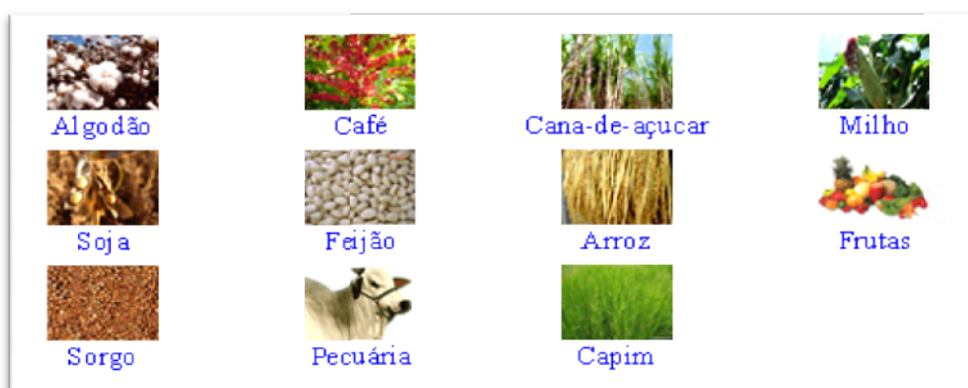 Algodão Café Cana-de-açucar Milho
Soja Feijão Arroz Frutas
Sorgo Pecuária Capim